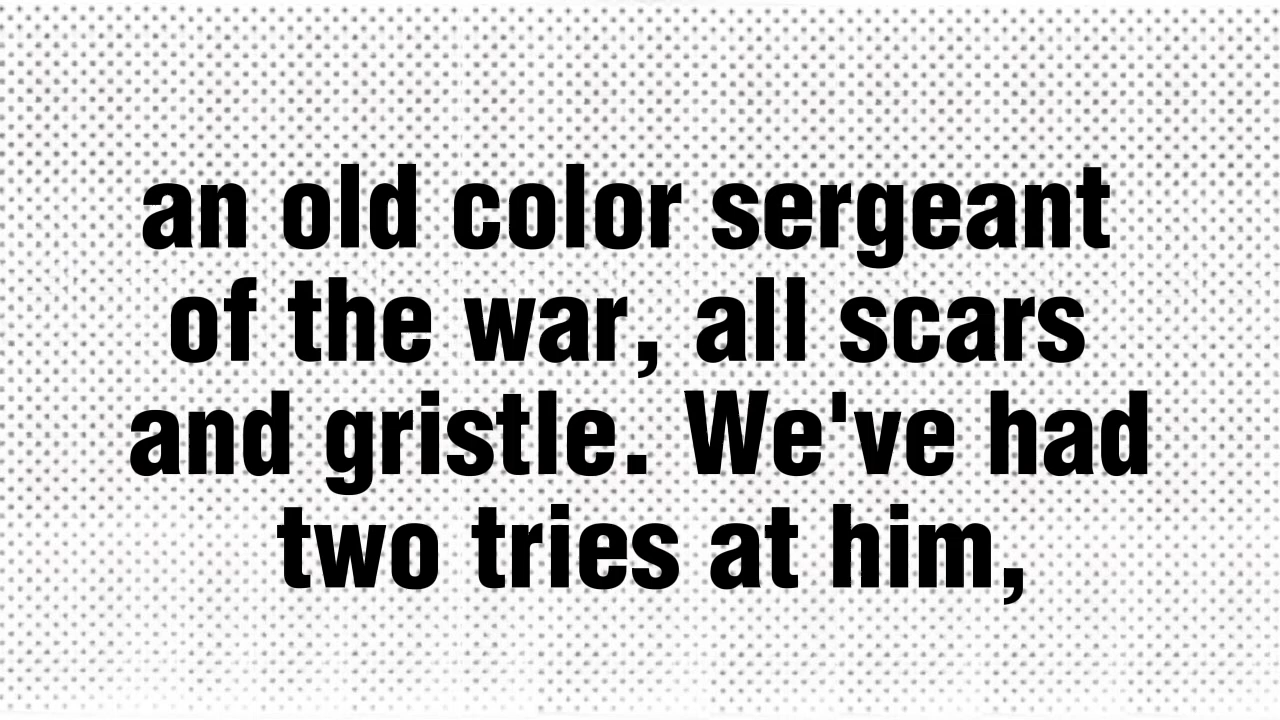 an old color sergeant
of the war, all scars
and gristle. We've had
two tries at him,